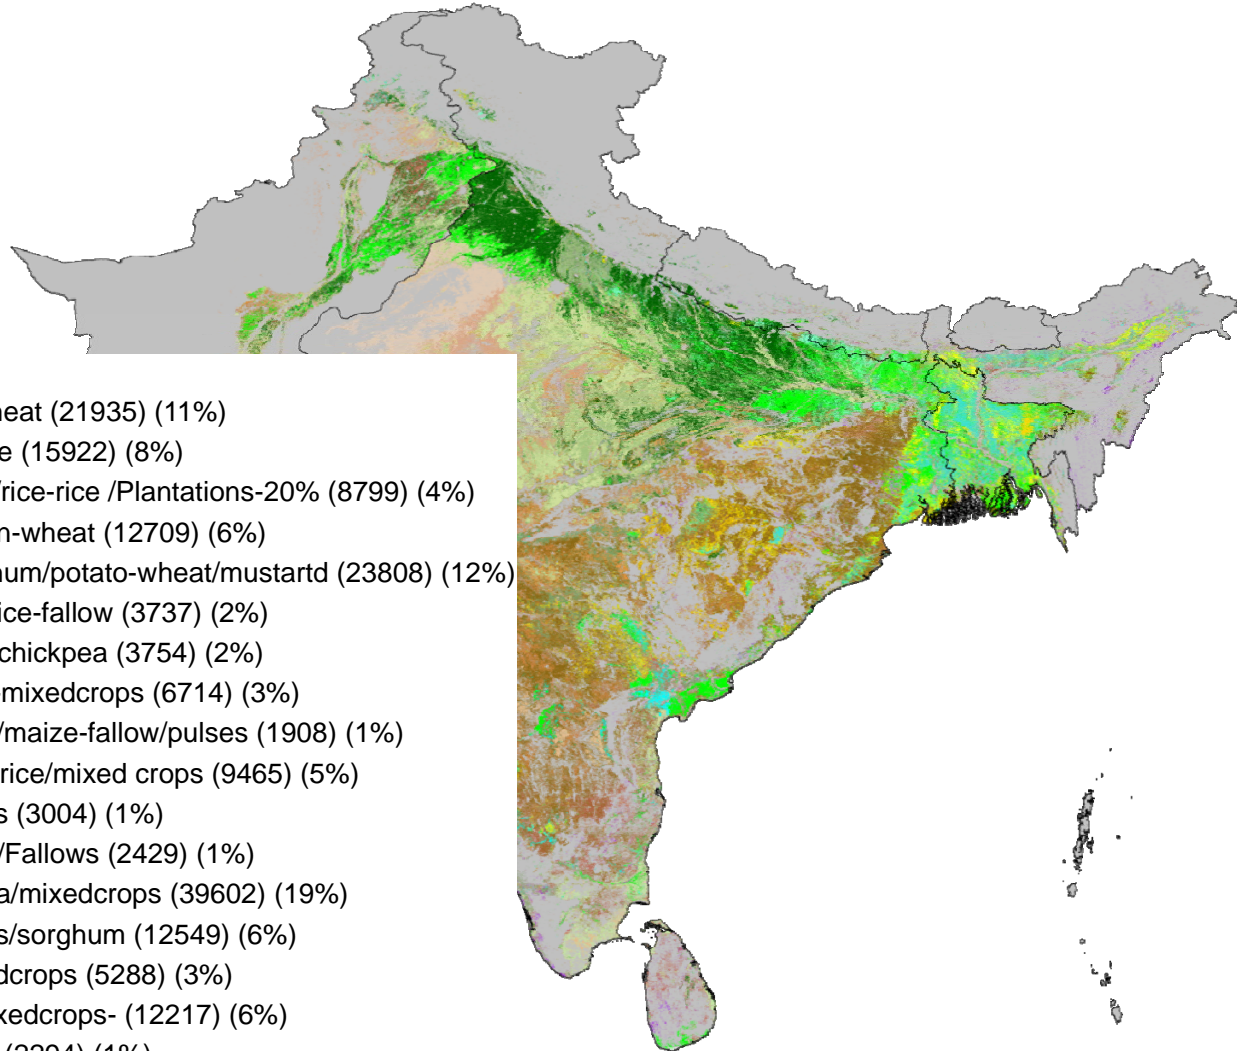 heat (21935) (11%)
e (15922) (8%)
/rice-rice /Plantations-20% (8799) (4%)
n-wheat (12709) (6%)
num/potato-wheat/mustartd (23808) (12%)
ice-fallow (3737) (2%)
chickpea (3754) (2%)
mixedcrops (6714) (3%)
/maize-fallow/pulses (1908) (1%)
rice/mixed crops (9465) (5%)
s (3004) (1%)
/Fallows (2429) (1%)
a/mixedcrops (39602) (19%)
s/sorghum (12549) (6%)
dcrops (5288) (3%)
xedcrops- (12217) (6%)